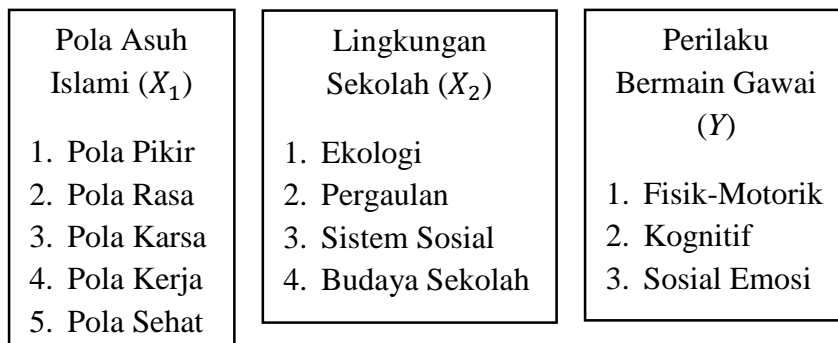 Pola Asuh
Islami (𝑋₁)
1. Pola Pikir
2. Pola Rasa
3. Pola Karsa
4. Pola Kerja
5. Pola Sehat
Lingkungan
Sekolah (𝑋₂)
1. Ekologi
2. Pergaulan
3. Sistem Sosial
4. Budaya Sekolah
Perilaku
Bermain Gawai
(𝑌)
1. Fisik-Motorik
2. Kognitif
3. Sosial Emosi